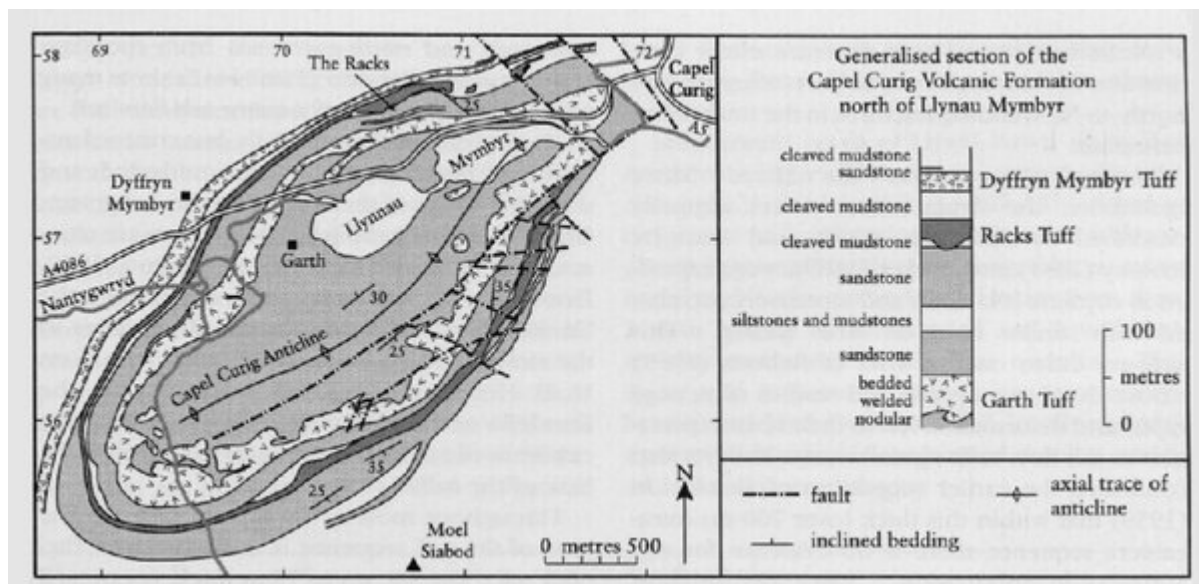 58
69
70
71
72
The Racks
25
Capel
Curig
A5
Mymbyr
Dyffryn
Mymbyr
57
Llynnau
Garth
A4086
Nantygwryd
35
30
25
Capel Curig Anticline
56
35
25
Moel
Siabod
N
0 metres 500
Generalised section of the
Capel Curig Volcanic Formation
north of Llynau Mymbyr
cleaved mudstone
sandstone
Dyffryn Mymbyr Tuff
cleaved mudstone
cleaved mudstone
Racks Tuff
sandstone
siltstones and mudstones
100
sandstone
metres
bedded
welded
nodular
Garth Tuff
0
fault
axial trace of
anticline
inclined bedding